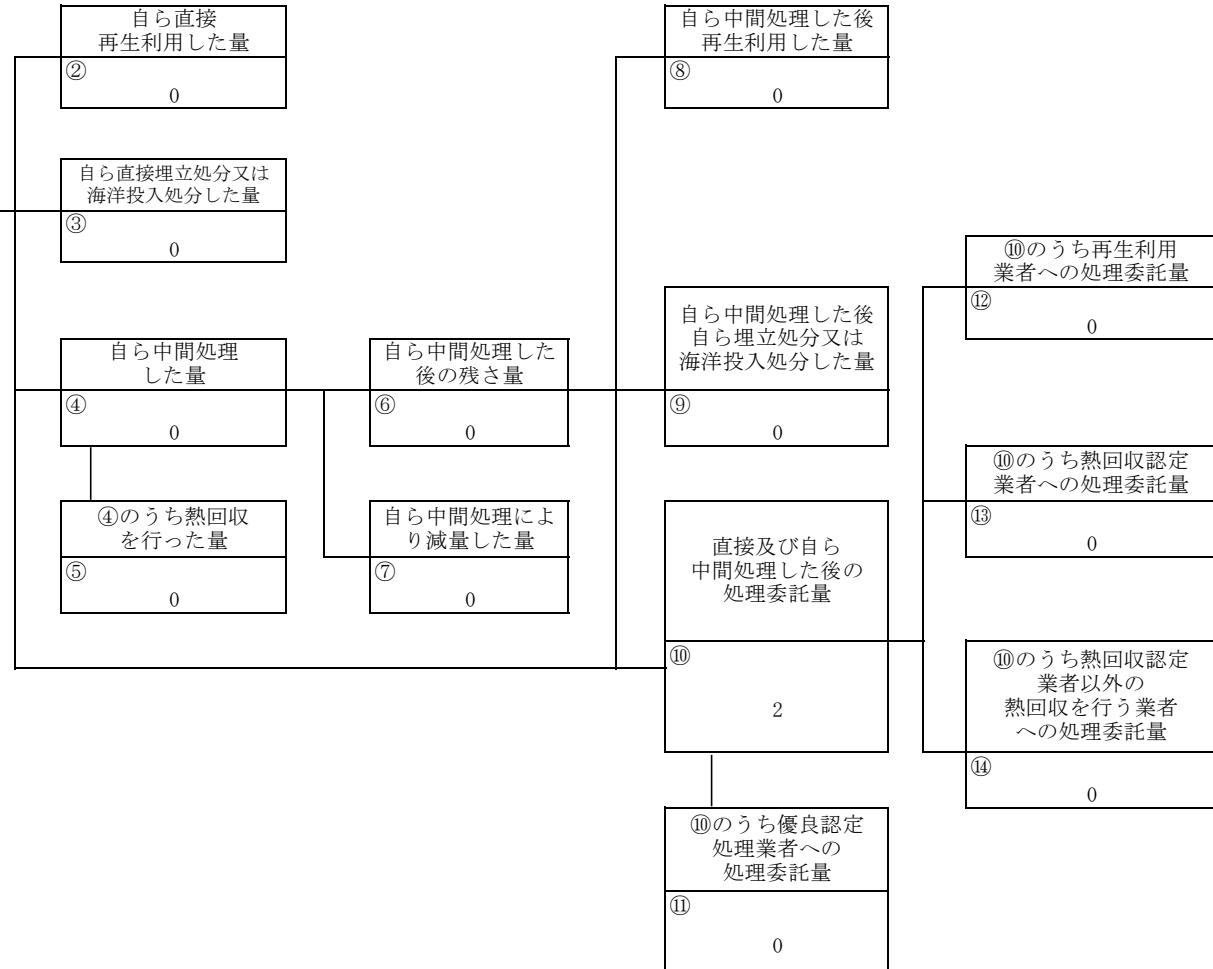 自ら直接
再生利用した量
②
0
自ら直接埋立処分又は
海洋投入処分した量
③
0
自ら中間処理
した量
④
0
④のうち熱回収
を行った量
⑤
0
自ら中間処理した
後の残さ量
⑥
0
自ら中間処理によ
り減量した量
⑦
0
自ら中間処理した後
再生利用した量
⑧
0
自ら中間処理した後
自ら埋立処分又は
海洋投入処分した量
⑨
0
直接及び自ら
中間処理した後の
処理委託量
⑩
2
⑩のうち優良認定
処理業者への
処理委託量
⑪
0
⑩のうち再生利用
業者への処理委託量
⑫
0
⑩のうち熱回収認定
業者への処理委託量
⑬
0
⑩のうち熱回収認定
業者以外の
熱回収を行う業者
への処理委託量
⑭
0